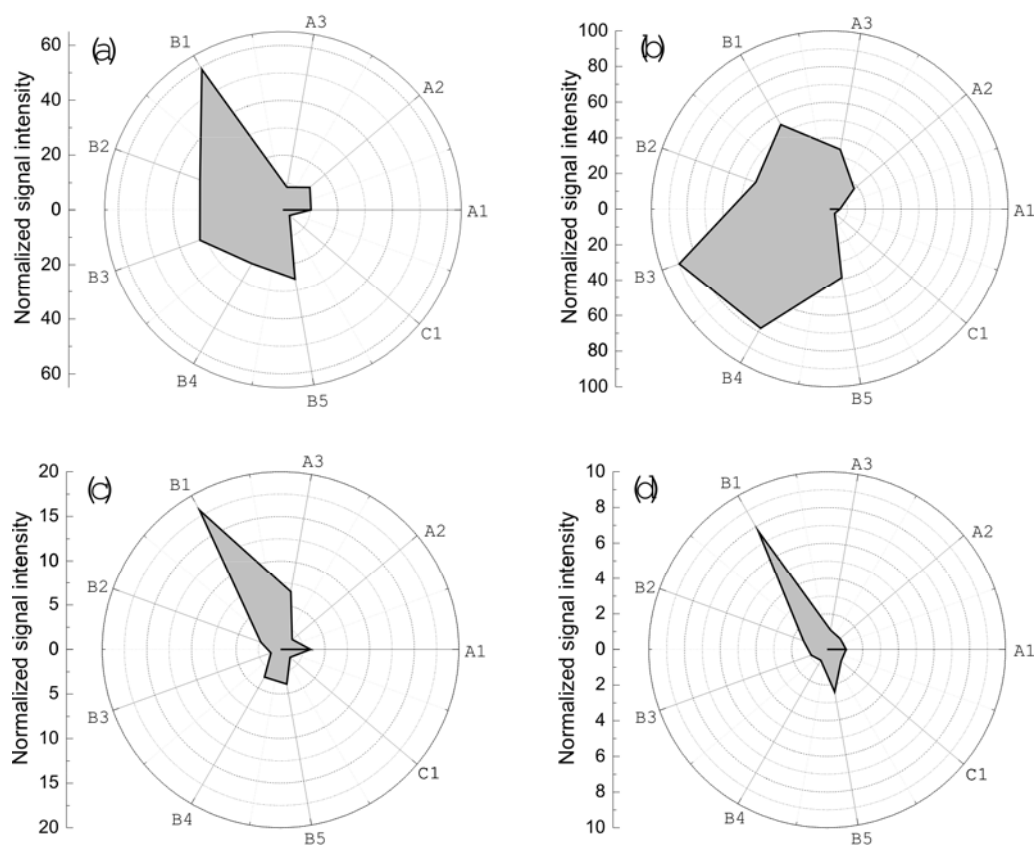 (a)
Normalized signal intensity
60
40
20
0
20
40
60
A3
B1
A2
B2
A1
B3
C1
B4
B5
(b)
Normalized signal intensity
100
80
60
40
20
0
20
40
60
80
100
A3
B1
A2
B2
A1
B3
C1
B4
B5
(c)
Normalized signal intensity
20
15
10
5
0
5
10
15
20
A3
B1
A2
B2
A1
B3
C1
B4
B5
(d)
Normalized signal intensity
10
8
6
4
2
0
2
4
6
8
10
A3
B1
A2
B2
A1
B3
C1
B4
B5